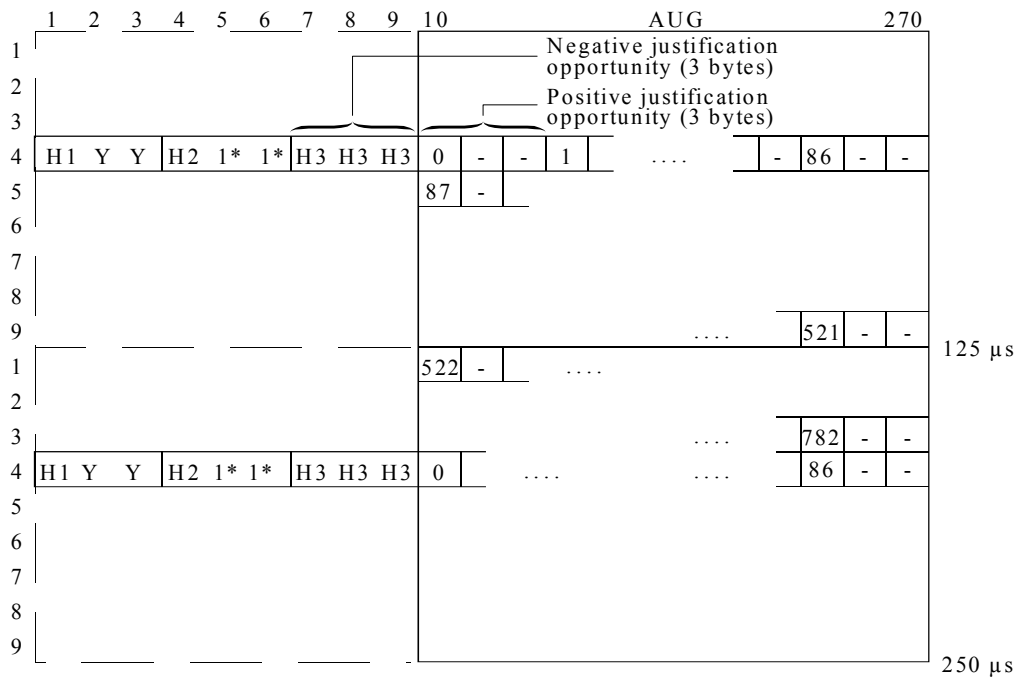 1 2 3 4 5 6 7 8 9 10 AUG 270
1 Negative justification
opportunity (3 bytes)
2
Positive justification
3 opportunity (3 bytes)
4 H1 Y Y H2 1* 1* H3 H3 H3 0 - - 1 .... - 86 - -
5 87 -
6
7
8
9 .... 521 - -
125 µs
1 522 - ....
2
3 .... 782 - -
4 H1 Y Y H2 1* 1* H3 H3 H3 0 .... .... 86 - -
5
6
7
8
9
250 µs